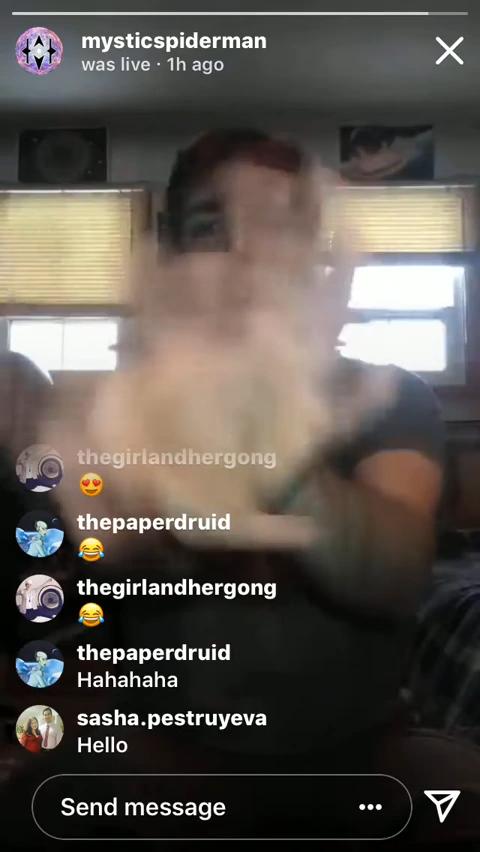 mysticspiderman
was live · 1h ago
thegirlandhergong
😍
thepaperdruid
😂
thegirlandhergong
😂
thepaperdruid
Hahahaha
sasha.pestruyeva
Hello
Send message